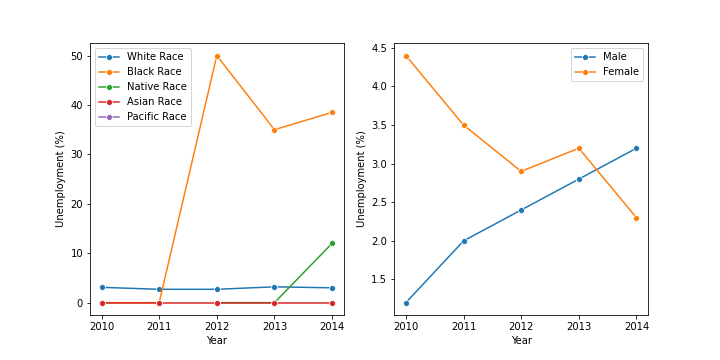 Unemployment (%)
50
40
30
20
10
0
White Race
Black Race
Native Race
Asian Race
Pacific Race
2010 2011 2012 2013 2014
Year
Unemployment (%)
4.5
4.0
3.5
3.0
2.5
2.0
1.5
Male
Female
2010 2011 2012 2013 2014
Year